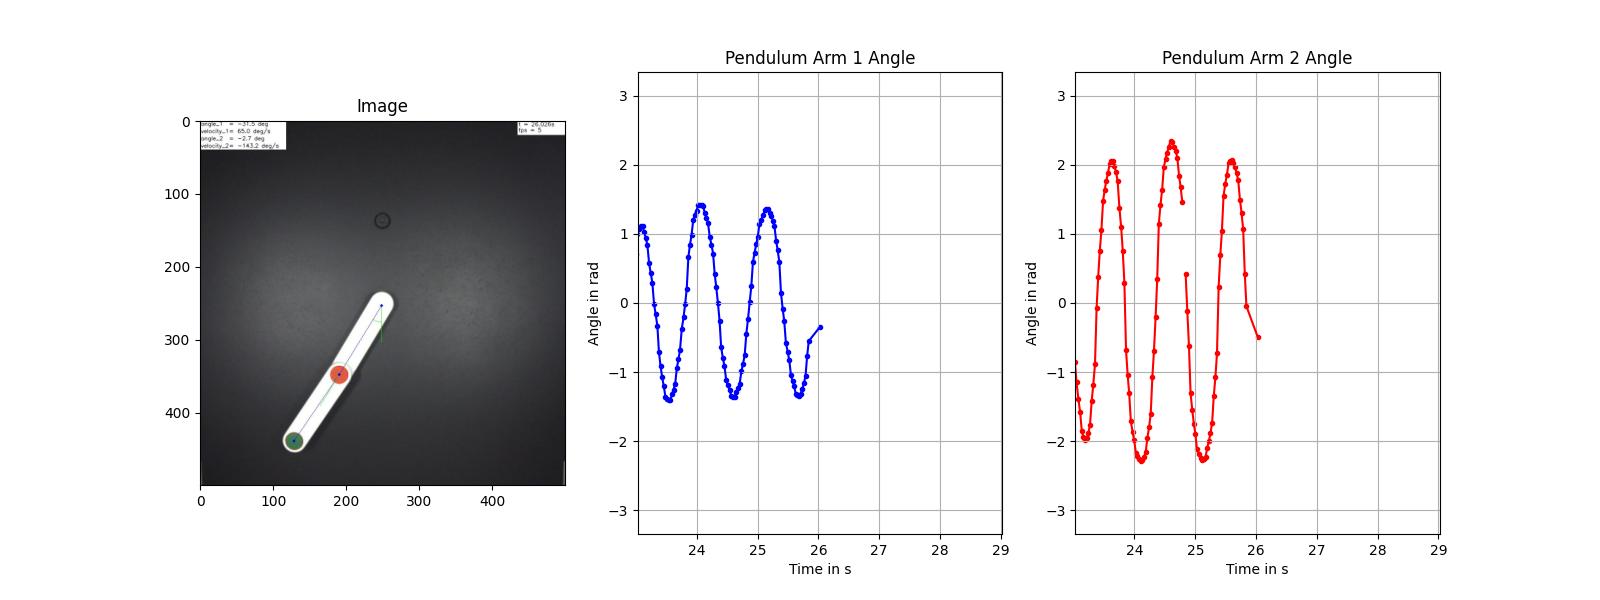 Image
Pendulum Arm 1 Angle
Pendulum Arm 2 Angle
angle_1 = -31.5 deg
velocity_1= 65.0 deg/s
angle_2 = -2.7 deg
velocity_2= -143.2 deg/s
t = 26.026s
fps = 5
0
100
200
300
400
0 100 200 300 400
Angle in rad
3
2
1
0
−1
−2
−3
24 25 26 27 28 29
Time in s
Angle in rad
3
2
1
0
−1
−2
−3
24 25 26 27 28 29
Time in s